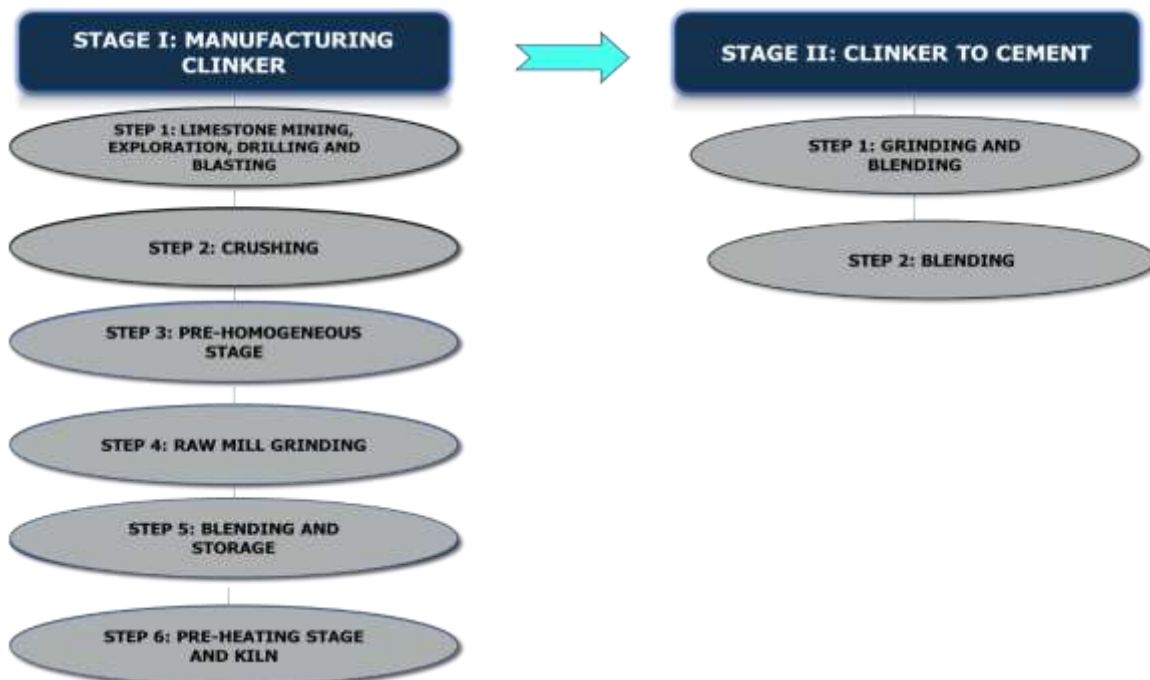 STAGE I: MANUFACTURING
CLINKER
STEP 1: LIMESTONE MINING,
EXPLORATION, DRILLING AND
BLASTING
STEP 2: CRUSHING
STEP 3: PRE-HOMOGENEOUS
STAGE
STEP 4: RAW MILL GRINDING
STEP 5: BLENDING AND
STORAGE
STEP 6: PRE-HEATING STAGE
AND KILN
STAGE II: CLINKER TO CEMENT
STEP 1: GRINDING AND
BLENDING
STEP 2: BLENDING